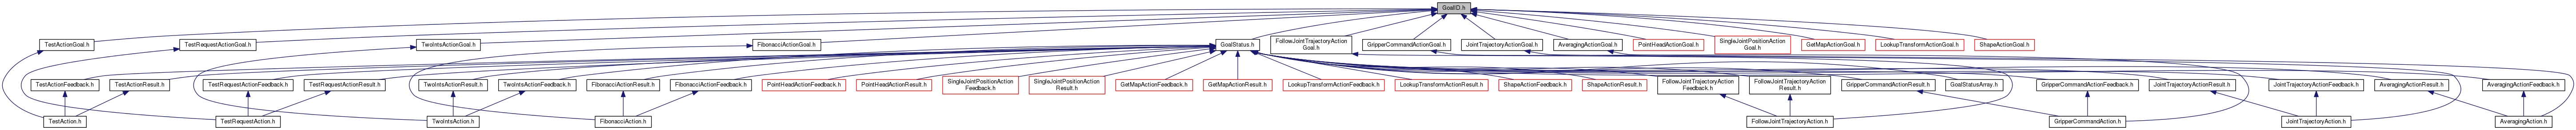 GoalID.h
TestActionGoal.h
TestRequestActionGoal.h
TwoIntsActionGoal.h
FibonacciActionGoal.h
GoalStatus.h
FollowJointTrajectoryAction
Goal.h
GripperCommandActionGoal.h
JointTrajectoryActionGoal.h
AveragingActionGoal.h
PointHeadActionGoal.h
SingleJointPositionAction
Goal.h
GetMapActionGoal.h
LookupTransformActionGoal.h
ShapeActionGoal.h
TestActionFeedback.h
TestActionResult.h
TestRequestActionFeedback.h
TestRequestActionResult.h
TwoIntsActionResult.h
TwoIntsActionFeedback.h
FibonacciActionResult.h
FibonacciActionFeedback.h
PointHeadActionFeedback.h
PointHeadActionResult.h
SingleJointPositionAction
Feedback.h
SingleJointPositionAction
Result.h
GetMapActionFeedback.h
GetMapActionResult.h
LookupTransformActionFeedback.h
LookupTransformActionResult.h
ShapeActionFeedback.h
ShapeActionResult.h
FollowJointTrajectoryAction
Feedback.h
FollowJointTrajectoryAction
Result.h
GripperCommandActionResult.h
GoalStatusArray.h
GripperCommandActionFeedback.h
JointTrajectoryActionResult.h
JointTrajectoryActionFeedback.h
AveragingActionResult.h
AveragingActionFeedback.h
TestAction.h
TestRequestAction.h
TwoIntsAction.h
FibonacciAction.h
FollowJointTrajectoryAction.h
GripperCommandAction.h
JointTrajectoryAction.h
AveragingAction.h